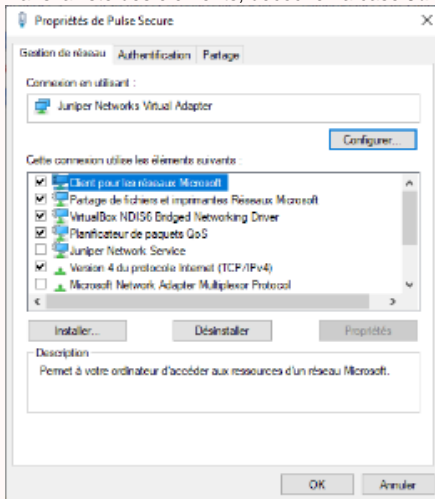 Propriétés de Pulse Secure
Gestion de réseau Authentification Partage
Connexion en utilisant :
Juniper Networks Virtual Adapter
Configurer...
Cette connexion utilise les éléments suivants :
Client pour les réseaux Microsoft
Partage de fichiers et imprimantes Réseaux Microsoft
VirtualBox NDIS6 Bridged Networking Driver
Planificateur de paquets QoS
Juniper Network Service
Version 4 du protocole Internet (TCP/IPv4)
Microsoft Network Adapter Multiplexor Protocol
Installer... Désinstaller Propriétés
Description
Permet à votre ordinateur d'accéder aux ressources d'un réseau Microsoft.
OK Annuler